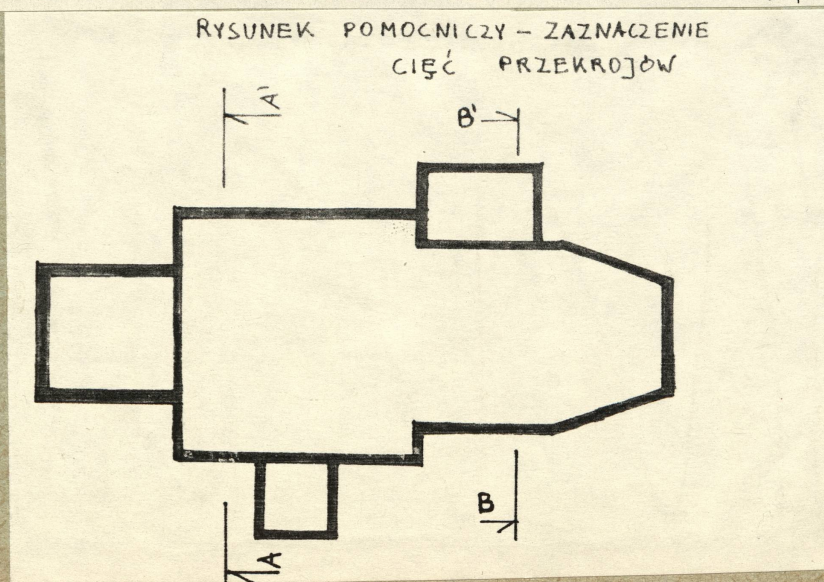 RYSUNEK POMOCNICZY – ZAZNACZENIE
CIĘĆ PRZEKROJÓW
A'
B'
B
A